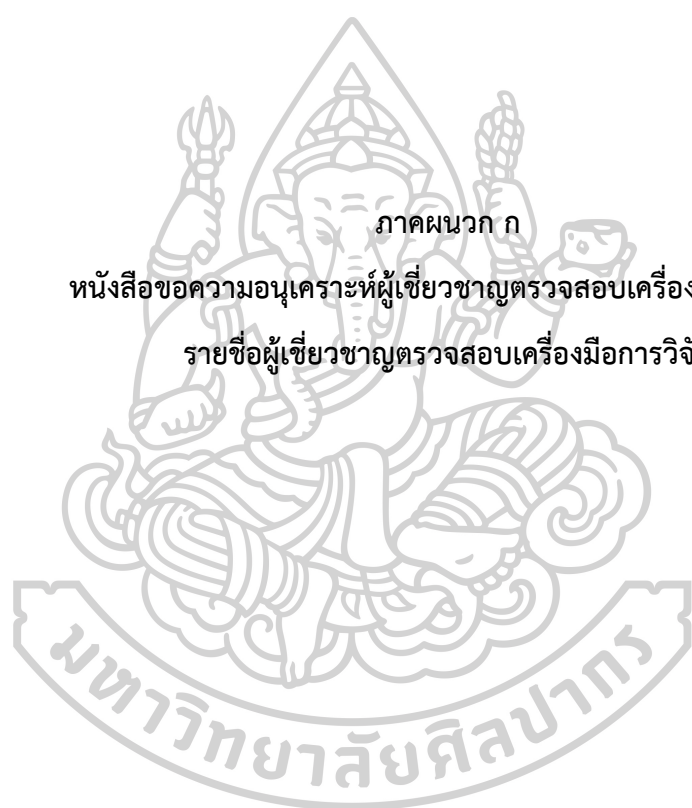 ภาคผนวก ก
หนังสือขอความอนุเคราะห์ผู้เชี่ยวชาญตรวจสอบเครื่อง
รายชื่อผู้เชี่ยวชาญตรวจสอบเครื่องมือการวิจ
มหาวิทยาลัยศิลปากร